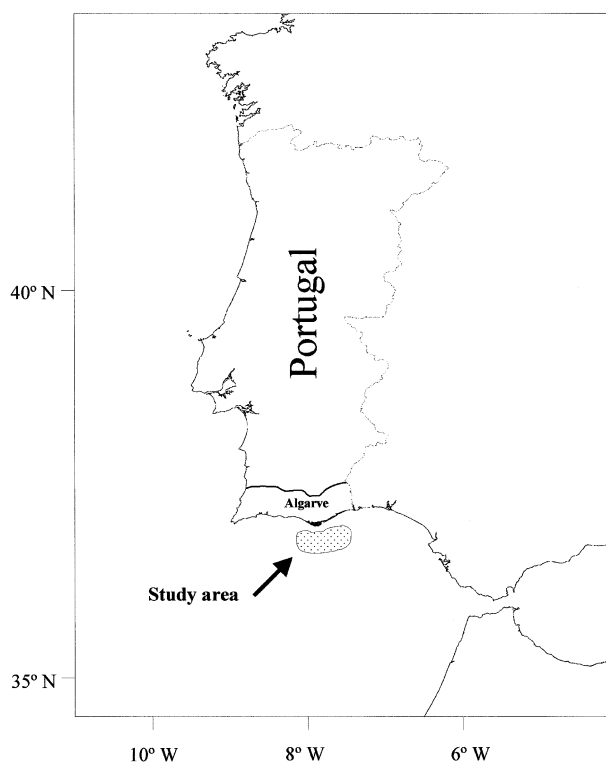 40º N
Portugal
Algarve
Study area
35º N
10º W
8º W
6º W